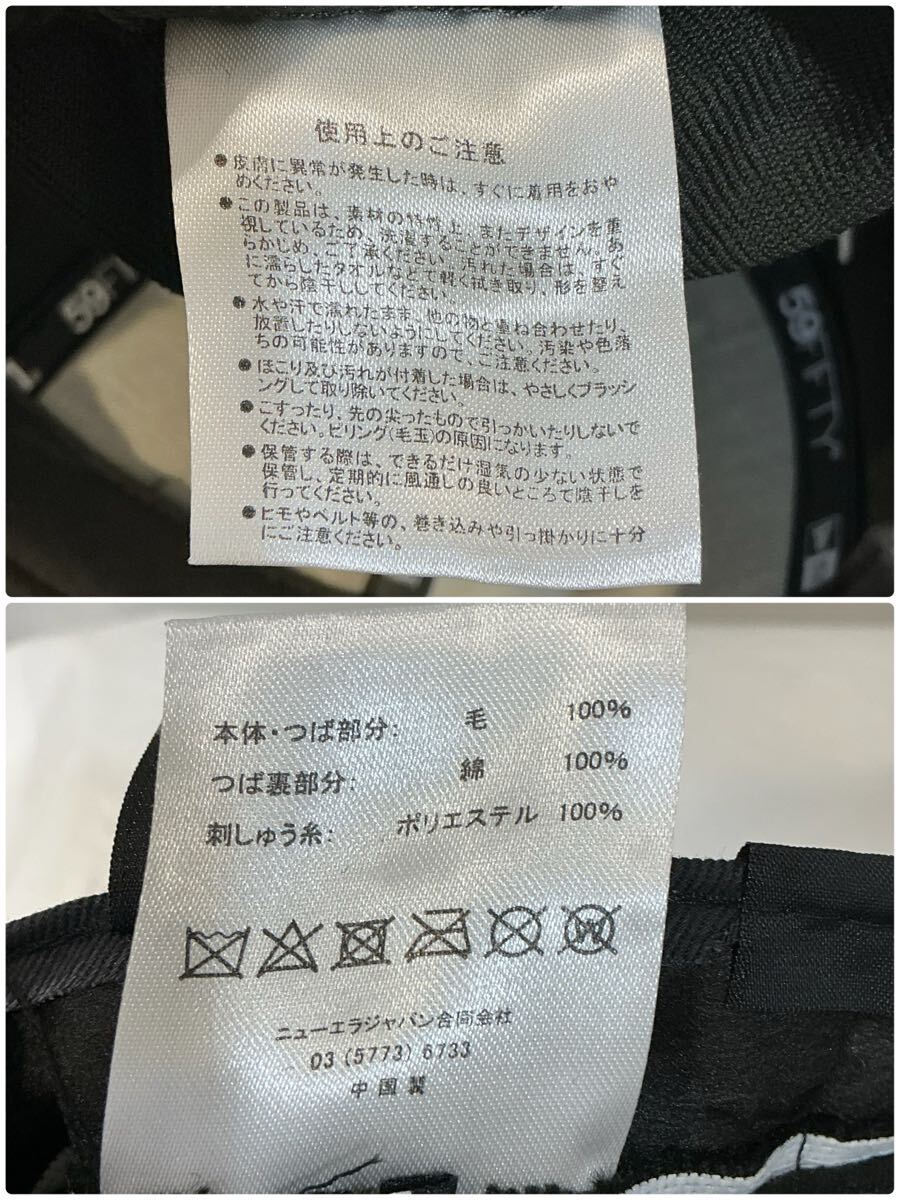 使用上のご注意
●皮膚に異常が発生した時は、すぐに着用をおや
めください。
●この製品は、素材の特性上、またデザインを重
視しているため、洗濯することができません。あ
らかじめ、ご了承ください。汚れた場合は、すぐ
に濡らしたタオルなどで軽く拭き取り、形を整え
てから陰干ししてください。
●水や汗で濡れたまま、他の物と重ね合わせたり、
放置したりしないようにしてください。汚染や色落
ちの可能性がありますので、ご注意ください。
●ほこり及び汚れが付着した場合は、やさしくブラッシ
ングして取り除いてください。
●こすったり、先の尖ったもので引っかいたりしないで
ください。ピリング(毛玉)の原因になります。
●保管する際は、できるだけ湿気の少ない状態で
保管し、定期的に風通しの良いところで陰干しを
行ってください。
●ヒモやベルト等の、巻き込みや引っ掛かりに十分
にご注意ください。
59FIFTY
本体・つば部分: 毛 100%
つば裏部分: 綿 100%
刺しゅう糸: ポリエステル 100%
ニューエラジャパン合同会社
03 (5773) 6733
中国製